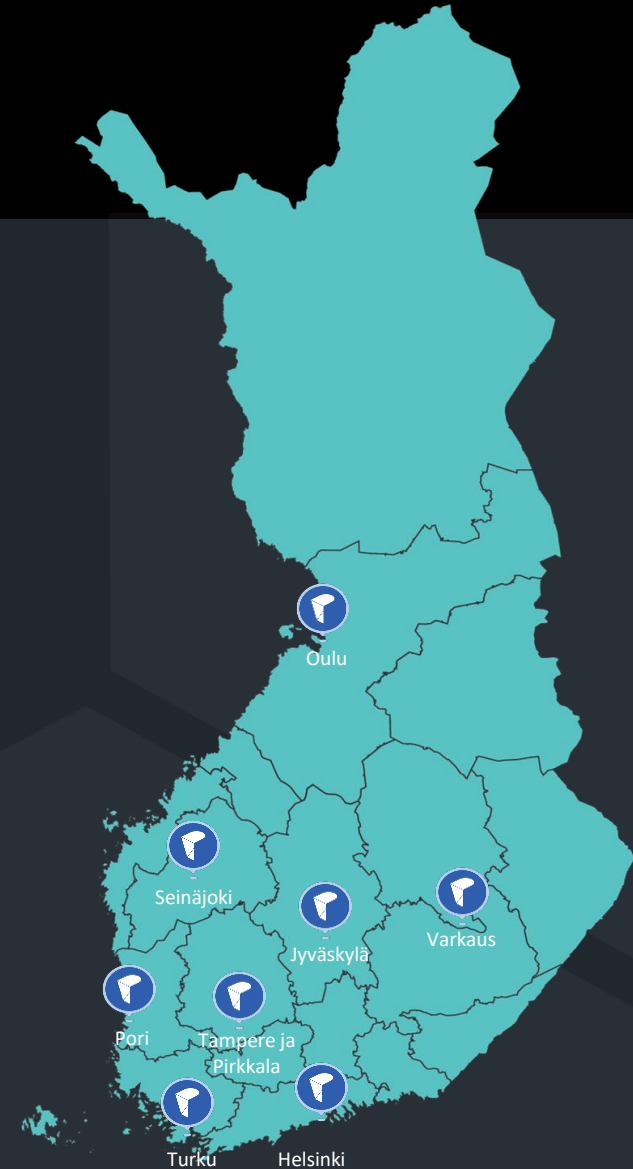 Oulu
Seinäjoki
Jyväskylä
Varkaus
Pori
Tampere ja
Pirkkala
Turku
Helsinki